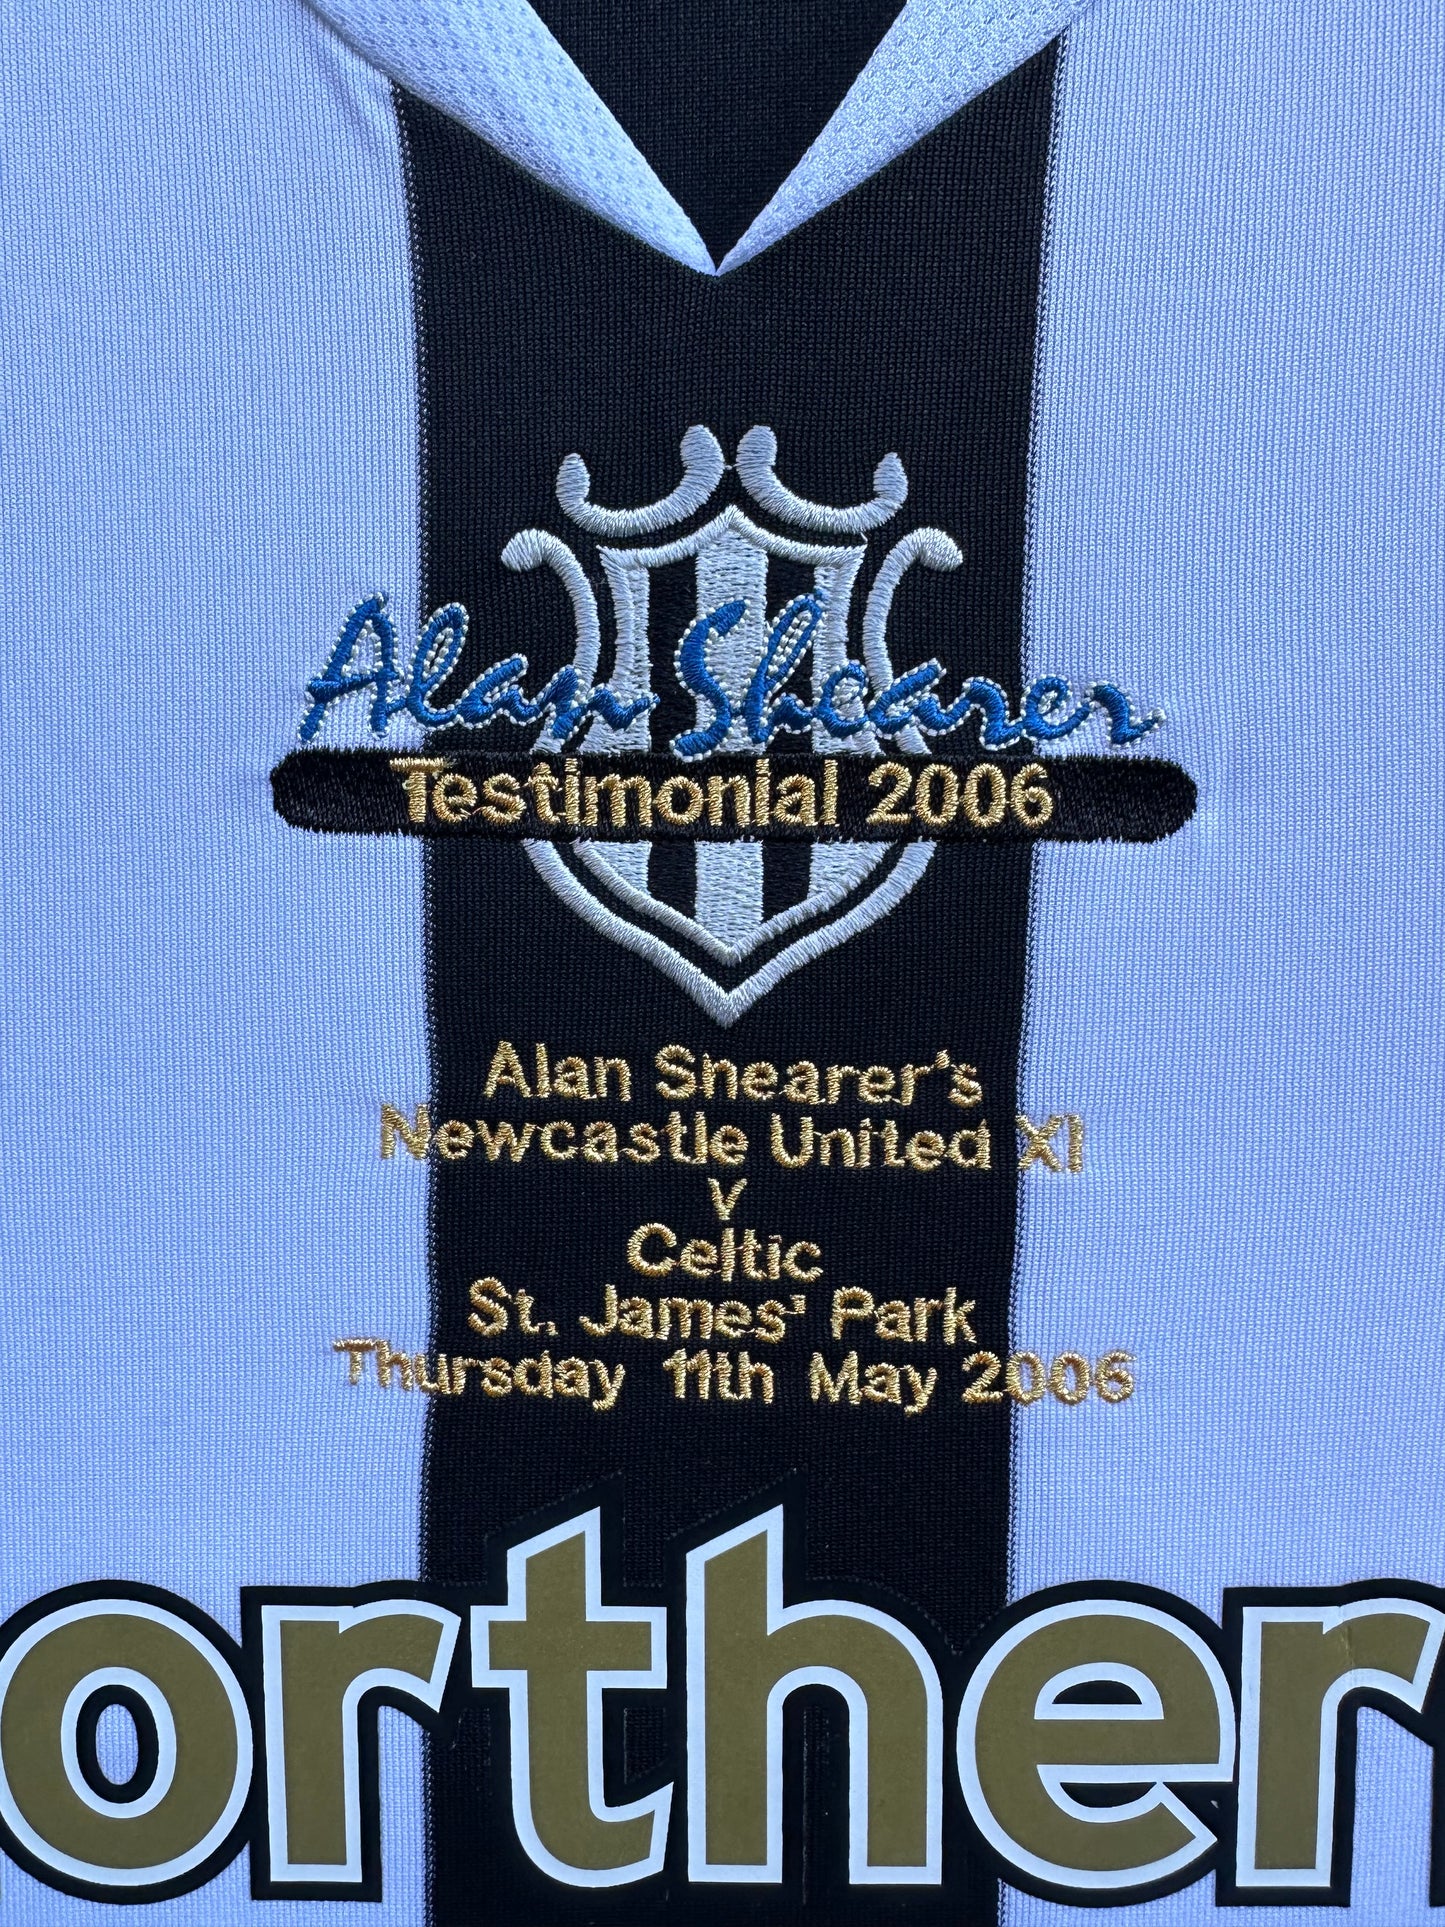 Alan Shearer
Testimonial 2006
Alan Shearer's
Newcastle United XI
v
Celtic
St. James' Park
Thursday 11th May 2006
orther